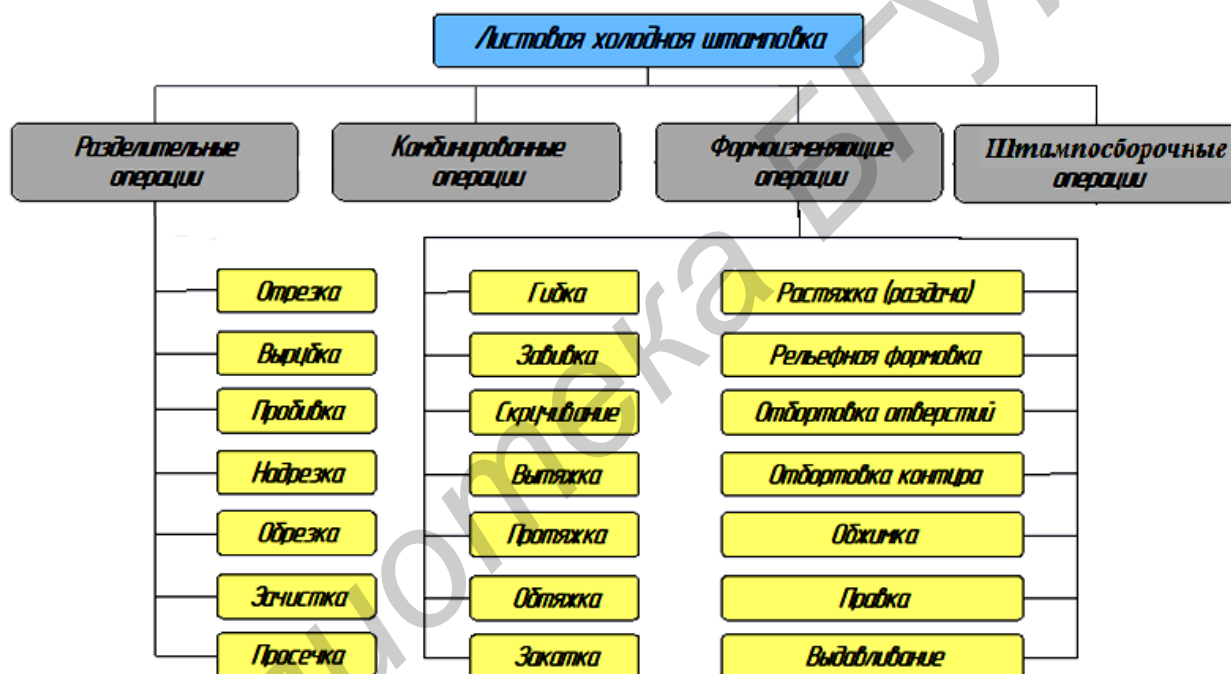 Листовая холодная штамповка
Разделительные
операции
Комбинированные
операции
Формоизменяющие
операции
Штампосборочные
операции
Отрезка
Вырубка
Пробивка
Надрезка
Обрезка
Зачистка
Просечка
Гибка
Завивка
Скручивание
Вытяжка
Протяжка
Обтяжка
Закатка
Растяжка (раздача)
Рельефная формовка
Отбортовка отверстий
Отбортовка контура
Обжимка
Правка
Выдавливание